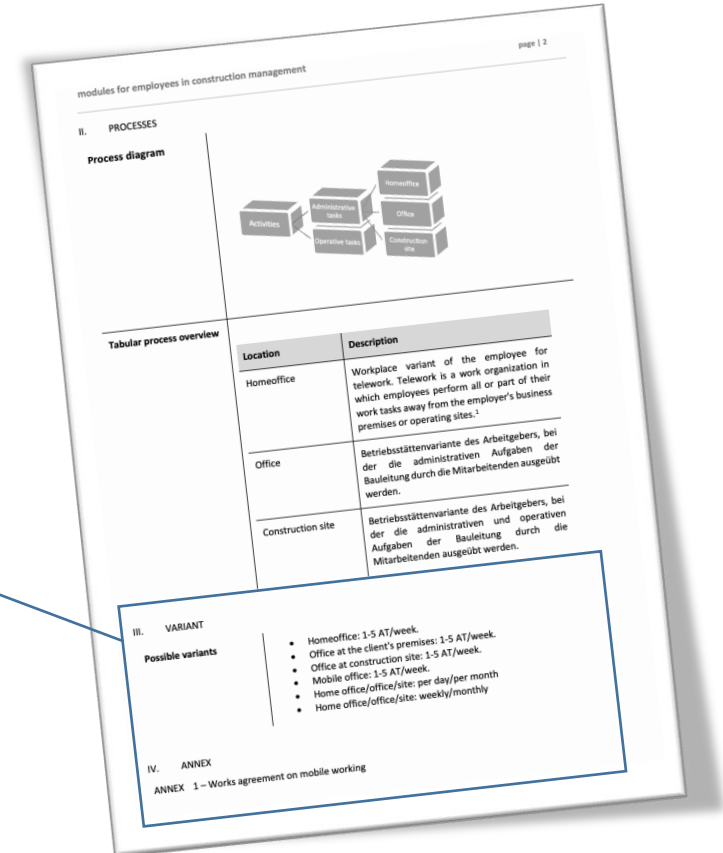 modules for employees in construction management
page | 2
II. PROCESSES
Process diagram
Activities
Administrative
tasks
Operative tasks
Homeoffice
Office
Construction
site
Tabular process overview
Location
Description
Homeoffice
Workplace variant of the employee for
telework. Telework is a work organization in
which employees perform all or part of their
work tasks away from the employer's business
premises or operating sites.¹
Office
Betriebsstättenvariante des Arbeitgebers, bei
der die administrativen Aufgaben der
Bauleitung durch die Mitarbeitenden ausgeübt
werden.
Construction site
Betriebsstättenvariante des Arbeitgebers, bei
der die administrativen und operativen
Aufgaben der Bauleitung durch die
Mitarbeitenden ausgeübt werden.
III. VARIANT
Possible variants
• Homeoffice: 1-5 AT/week.
• Office at the client's premises: 1-5 AT/week.
• Office at construction site: 1-5 AT/week.
• Mobile office: 1-5 AT/week.
• Home office/office/site: per day/per month
• Home office/office/site: weekly/monthly
IV. ANNEX
ANNEX 1 – Works agreement on mobile working